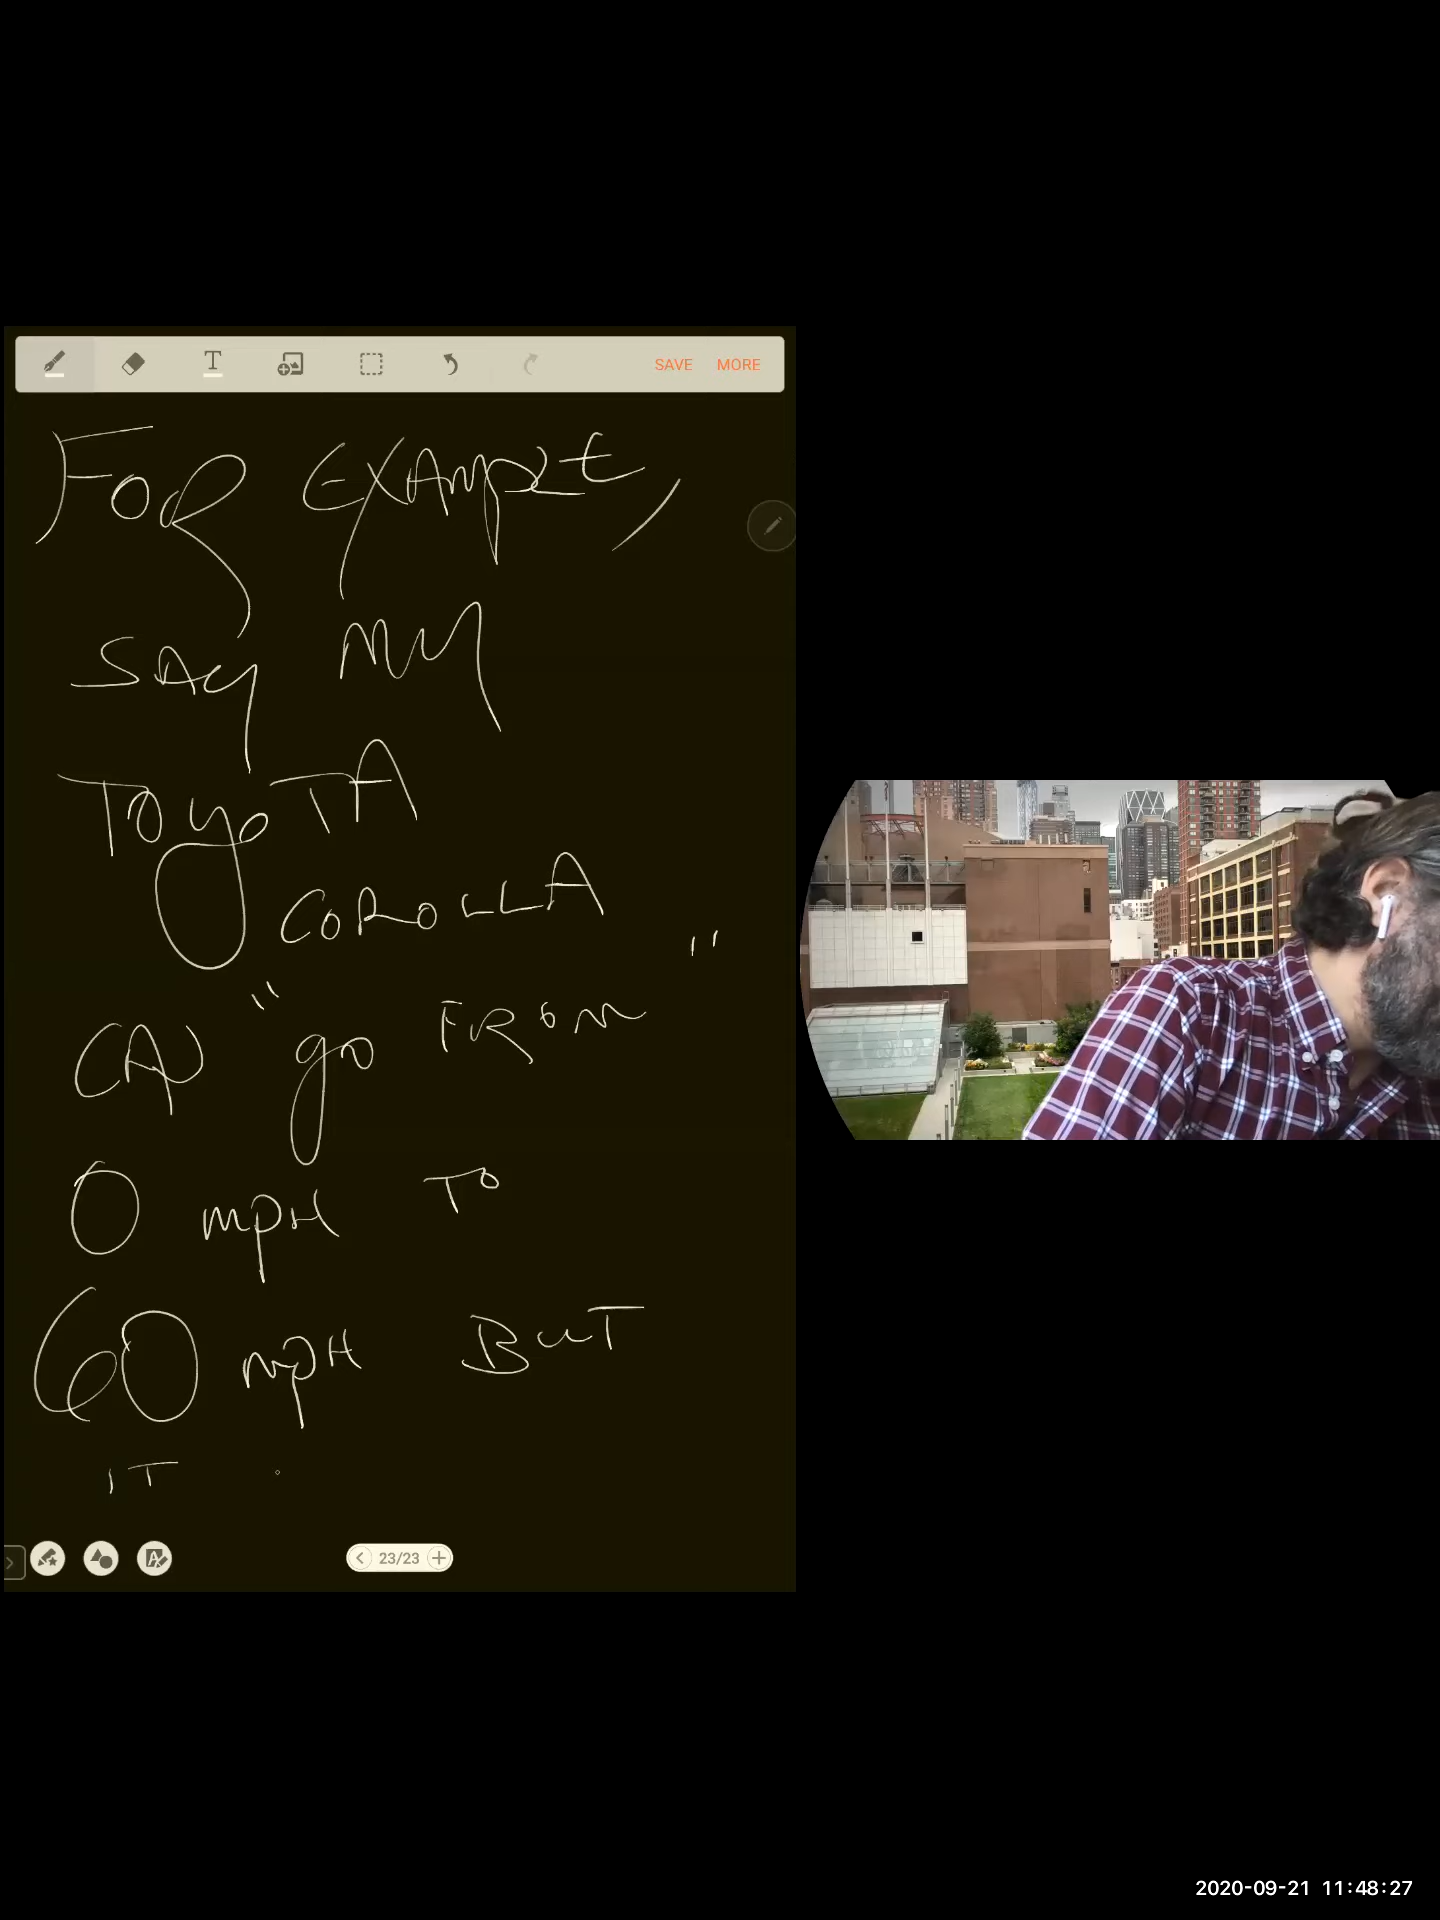 T
SAVE MORE
FOR EXAMPLE,
SAY MY
TOYOTA
COROLLA
CAN "go FROM"
0 MPH TO
60 MPH BUT
IT
23/23
2020-09-21 11:48:27